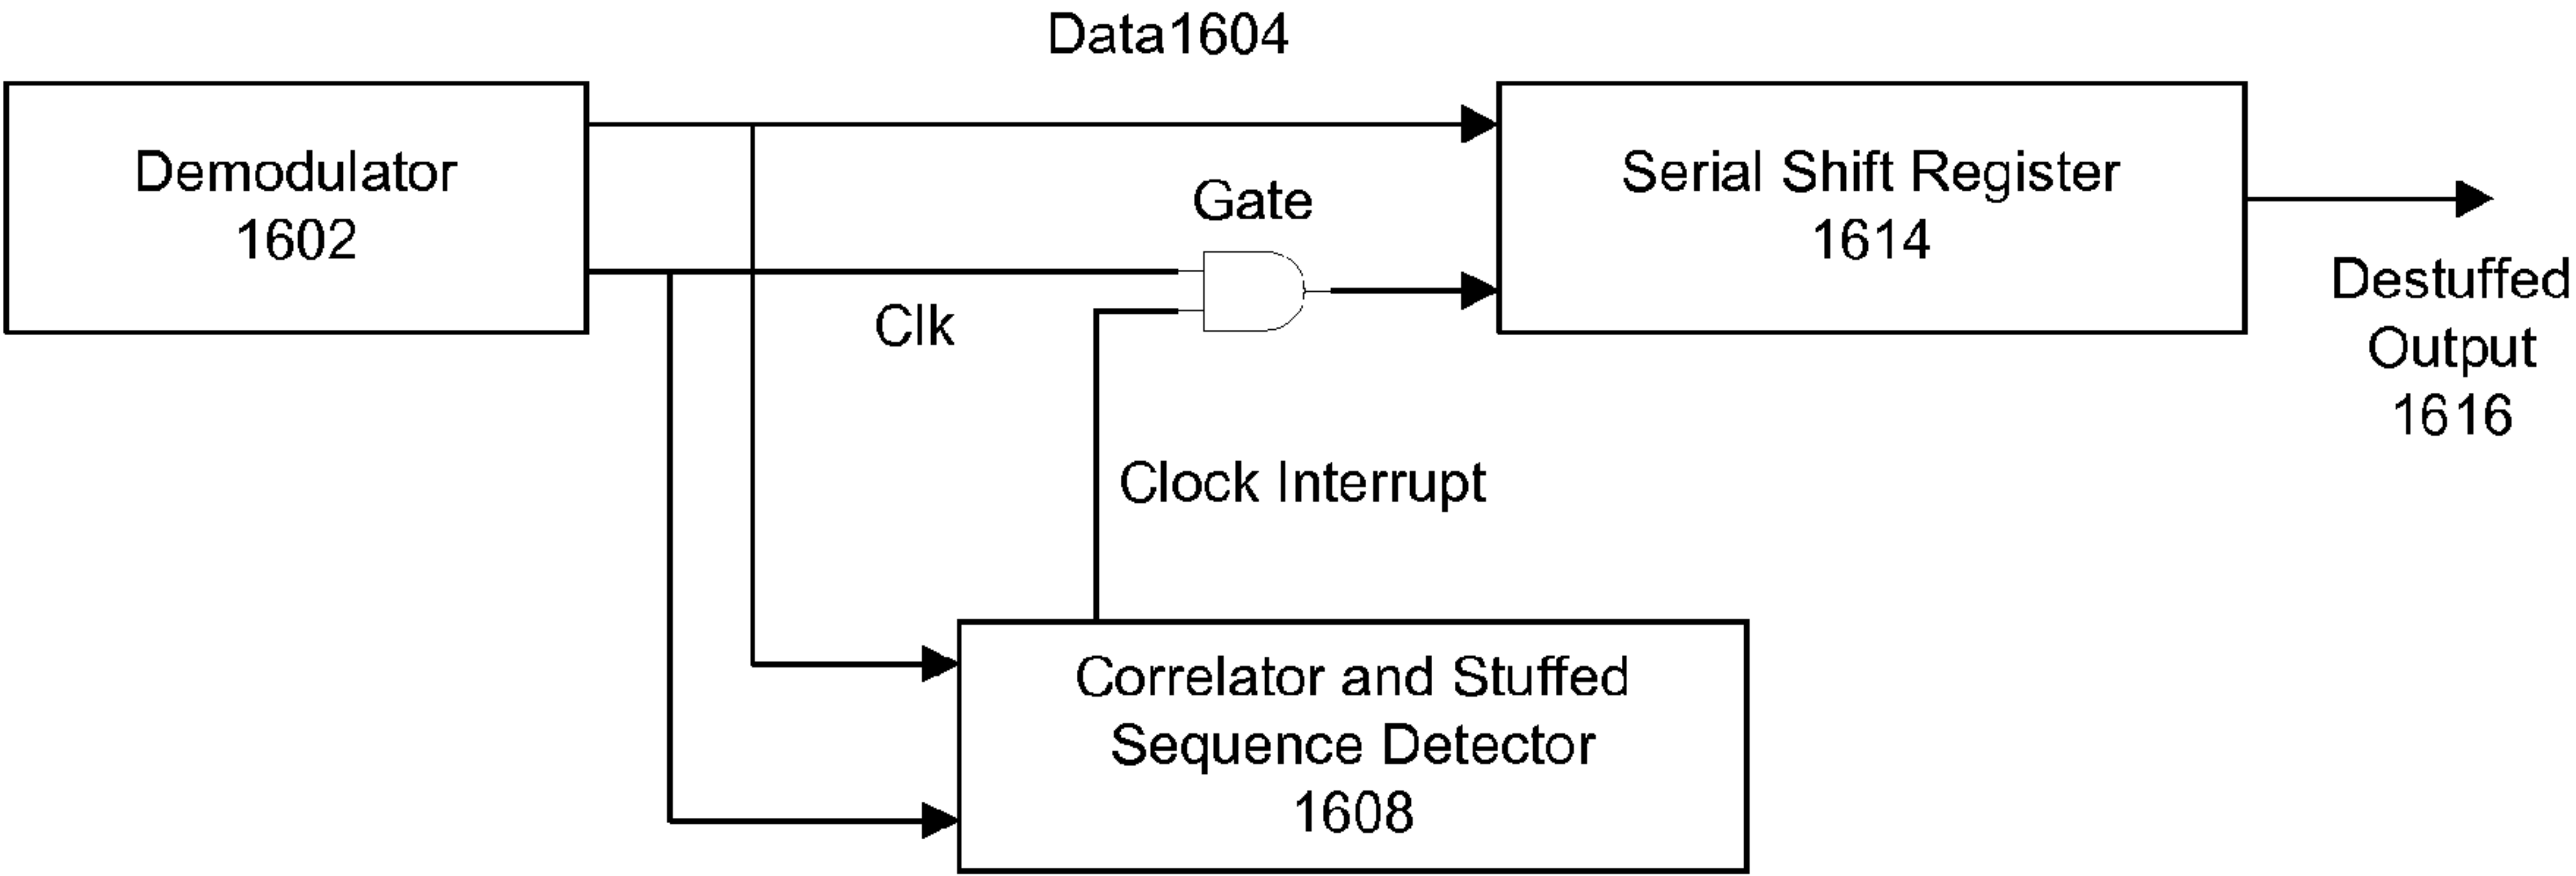 Data1604
Demodulator
1602
Serial Shift Register
1614
Gate
Clk
Destuffed
Output
1616
Clock Interrupt
Correlator and Stuffed
Sequence Detector
1608